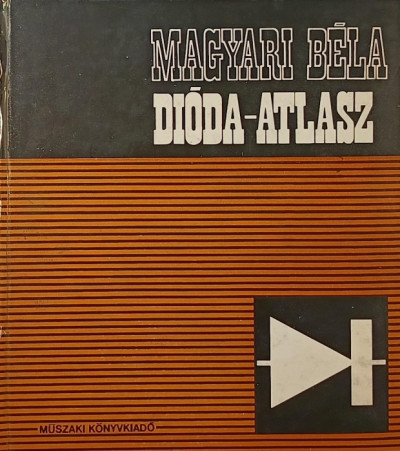 MAGYARI BÉLA
DIÓDA-ATLASZ
MŰSZAKI KÖNYVKIADÓ